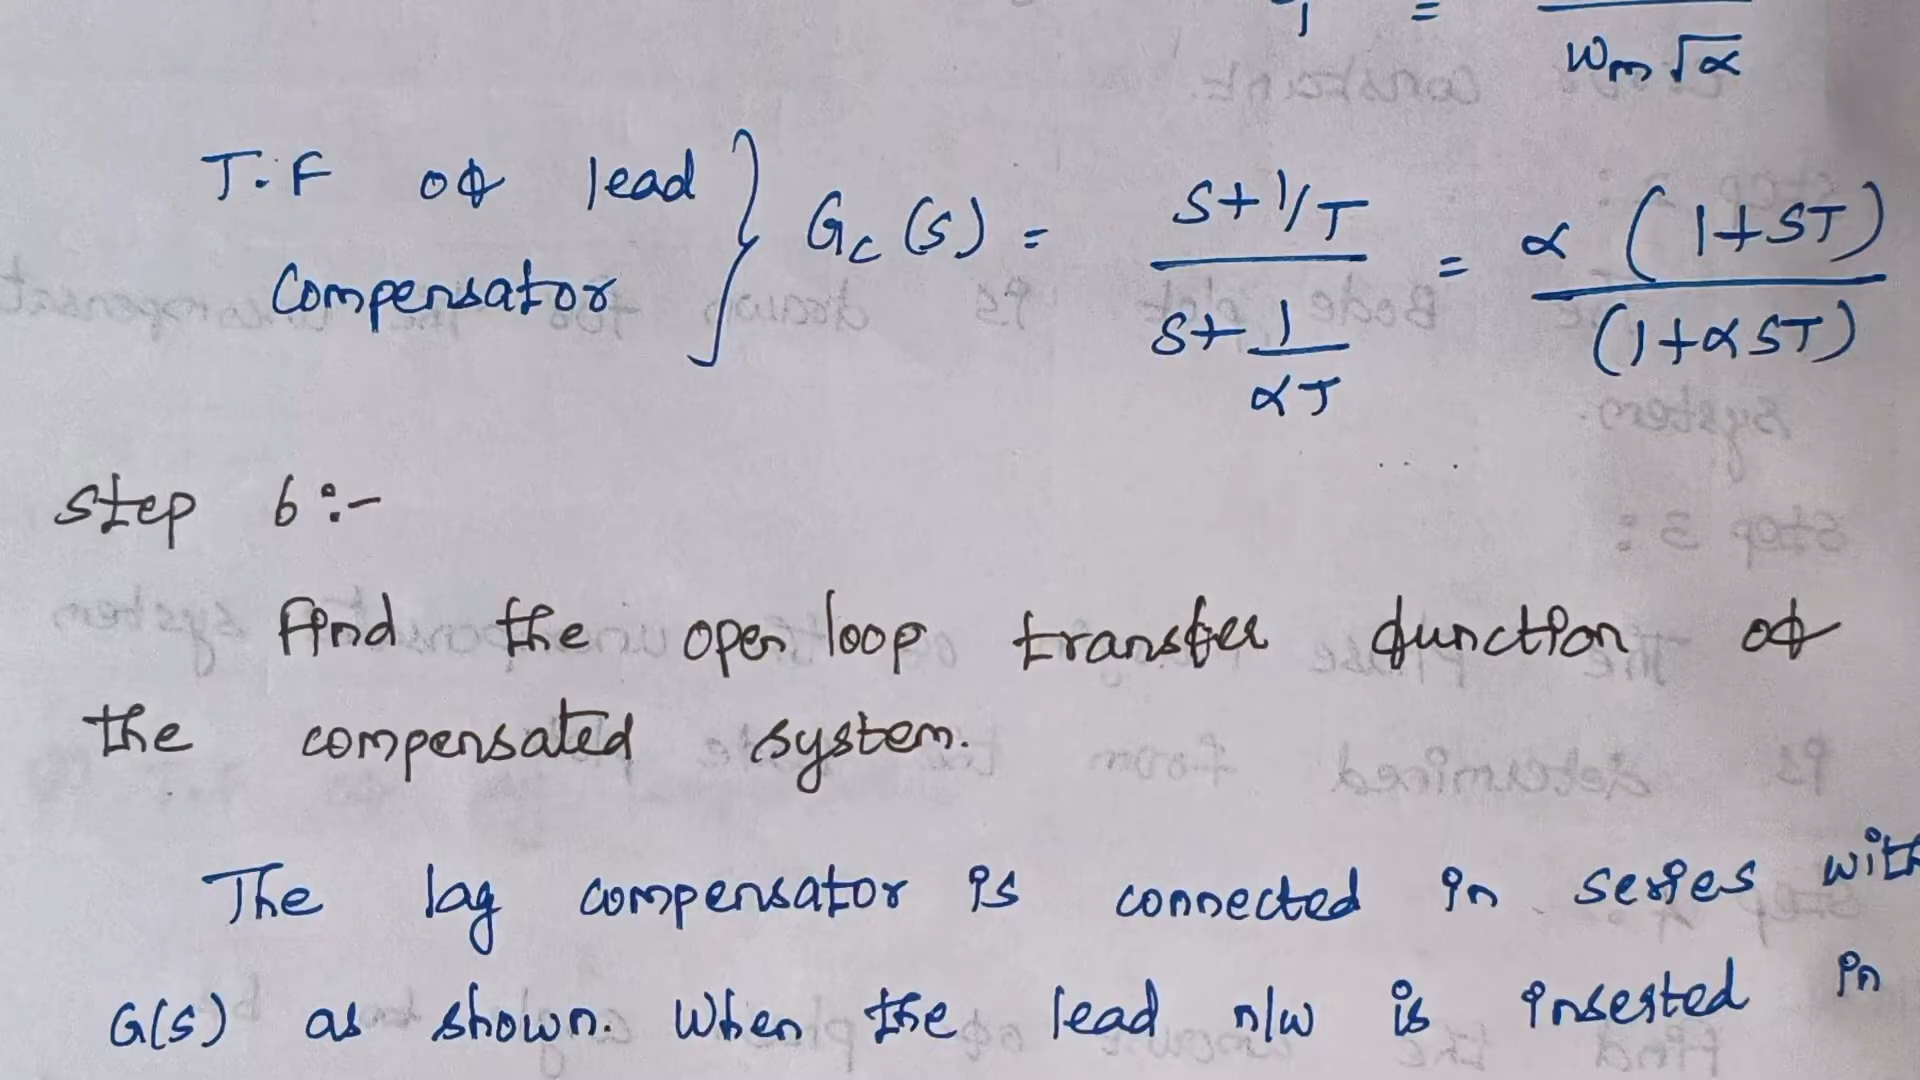 T = ωm√α
T.F of lead Compensator } Gc(s) = (s+1/T) / (s+1/αT) = α(1+ST) / (1+αST)
Step 6:-
Find the open loop transfer function of
the compensated system.
The lag compensator is connected in series with
G(s) as shown. When the lead n/w is inserted in